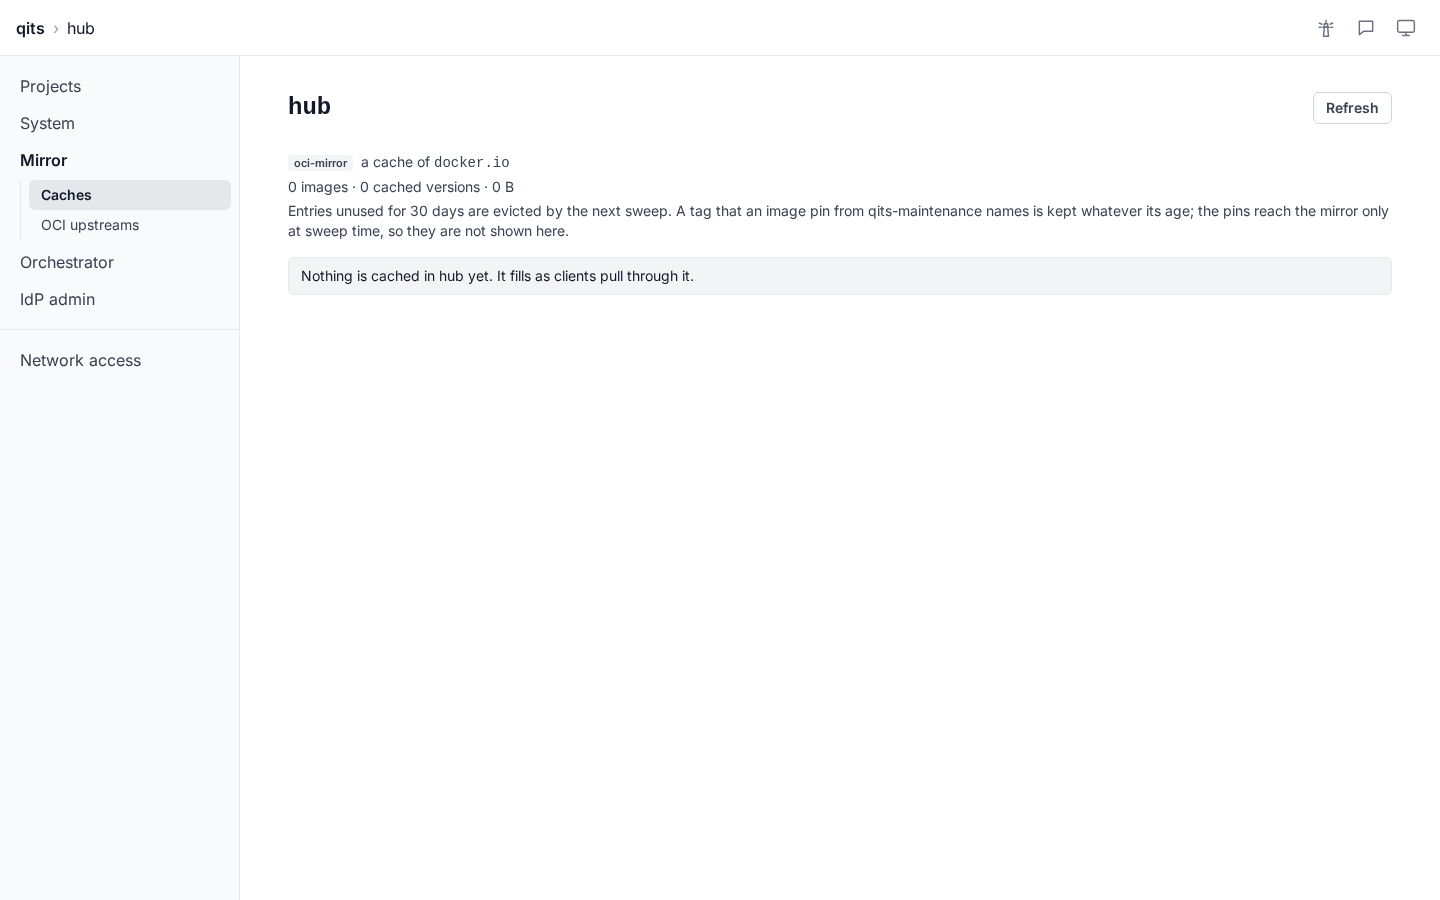 qits › hub
Projects
System
Mirror
Caches
OCI upstreams
Orchestrator
IdP admin
Network access
hub
Refresh
oci-mirror a cache of docker.io
0 images · 0 cached versions · 0 B
Entries unused for 30 days are evicted by the next sweep. A tag that an image pin from qits-maintenance names is kept whatever its age; the pins reach the mirror only
at sweep time, so they are not shown here.
Nothing is cached in hub yet. It fills as clients pull through it.